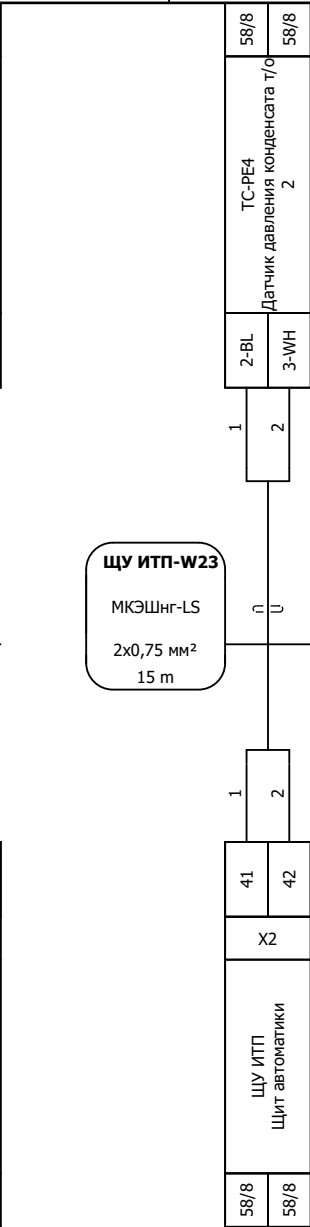 58/8
58/8
TC-PE4
Датчик давления конденсата т/о
2
2-BL
3-WH
1
2
ЩУ ИТП-W23
МКЭШнг-LS
2x0,75 мм²
15 m
1
2
41
42
X2
ЩУ ИТП
Щит автоматики
58/8
58/8